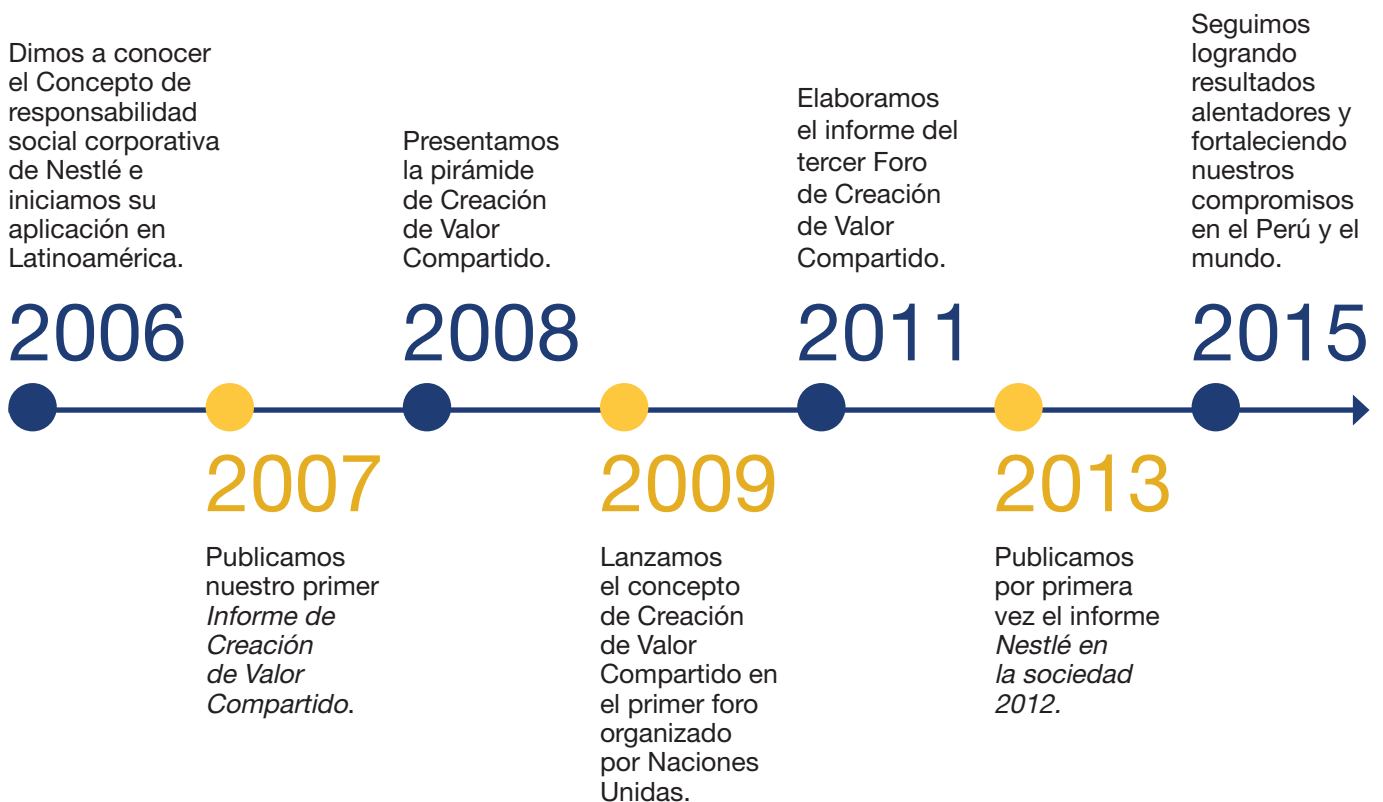 Dimos a conocer
el Concepto de
responsabilidad
social corporativa
de Nestlé e
iniciamos su
aplicación en
Latinoamérica.
2006
2007
Publicamos
nuestro primer
Informe de
Creación
de Valor
Compartido.
Presentamos
la pirámide
de Creación
de Valor
Compartido.
2008
2009
Lanzamos
el concepto
de Creación
de Valor
Compartido en
el primer foro
organizado
por Naciones
Unidas.
Elaboramos
el informe del
tercer Foro
de Creación
de Valor
Compartido.
2011
2013
Publicamos
por primera
vez el informe
Nestlé en
la sociedad
2012.
Seguimos
logrando
resultados
alentadores y
fortaleciendo
nuestros
compromisos
en el Perú y el
mundo.
2015